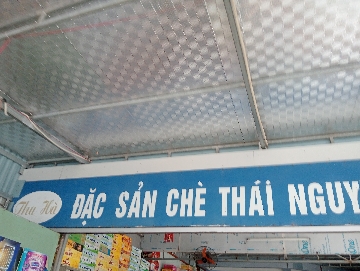 Thu Hà
ĐẶC SẢN CHÈ THÁI NGUY